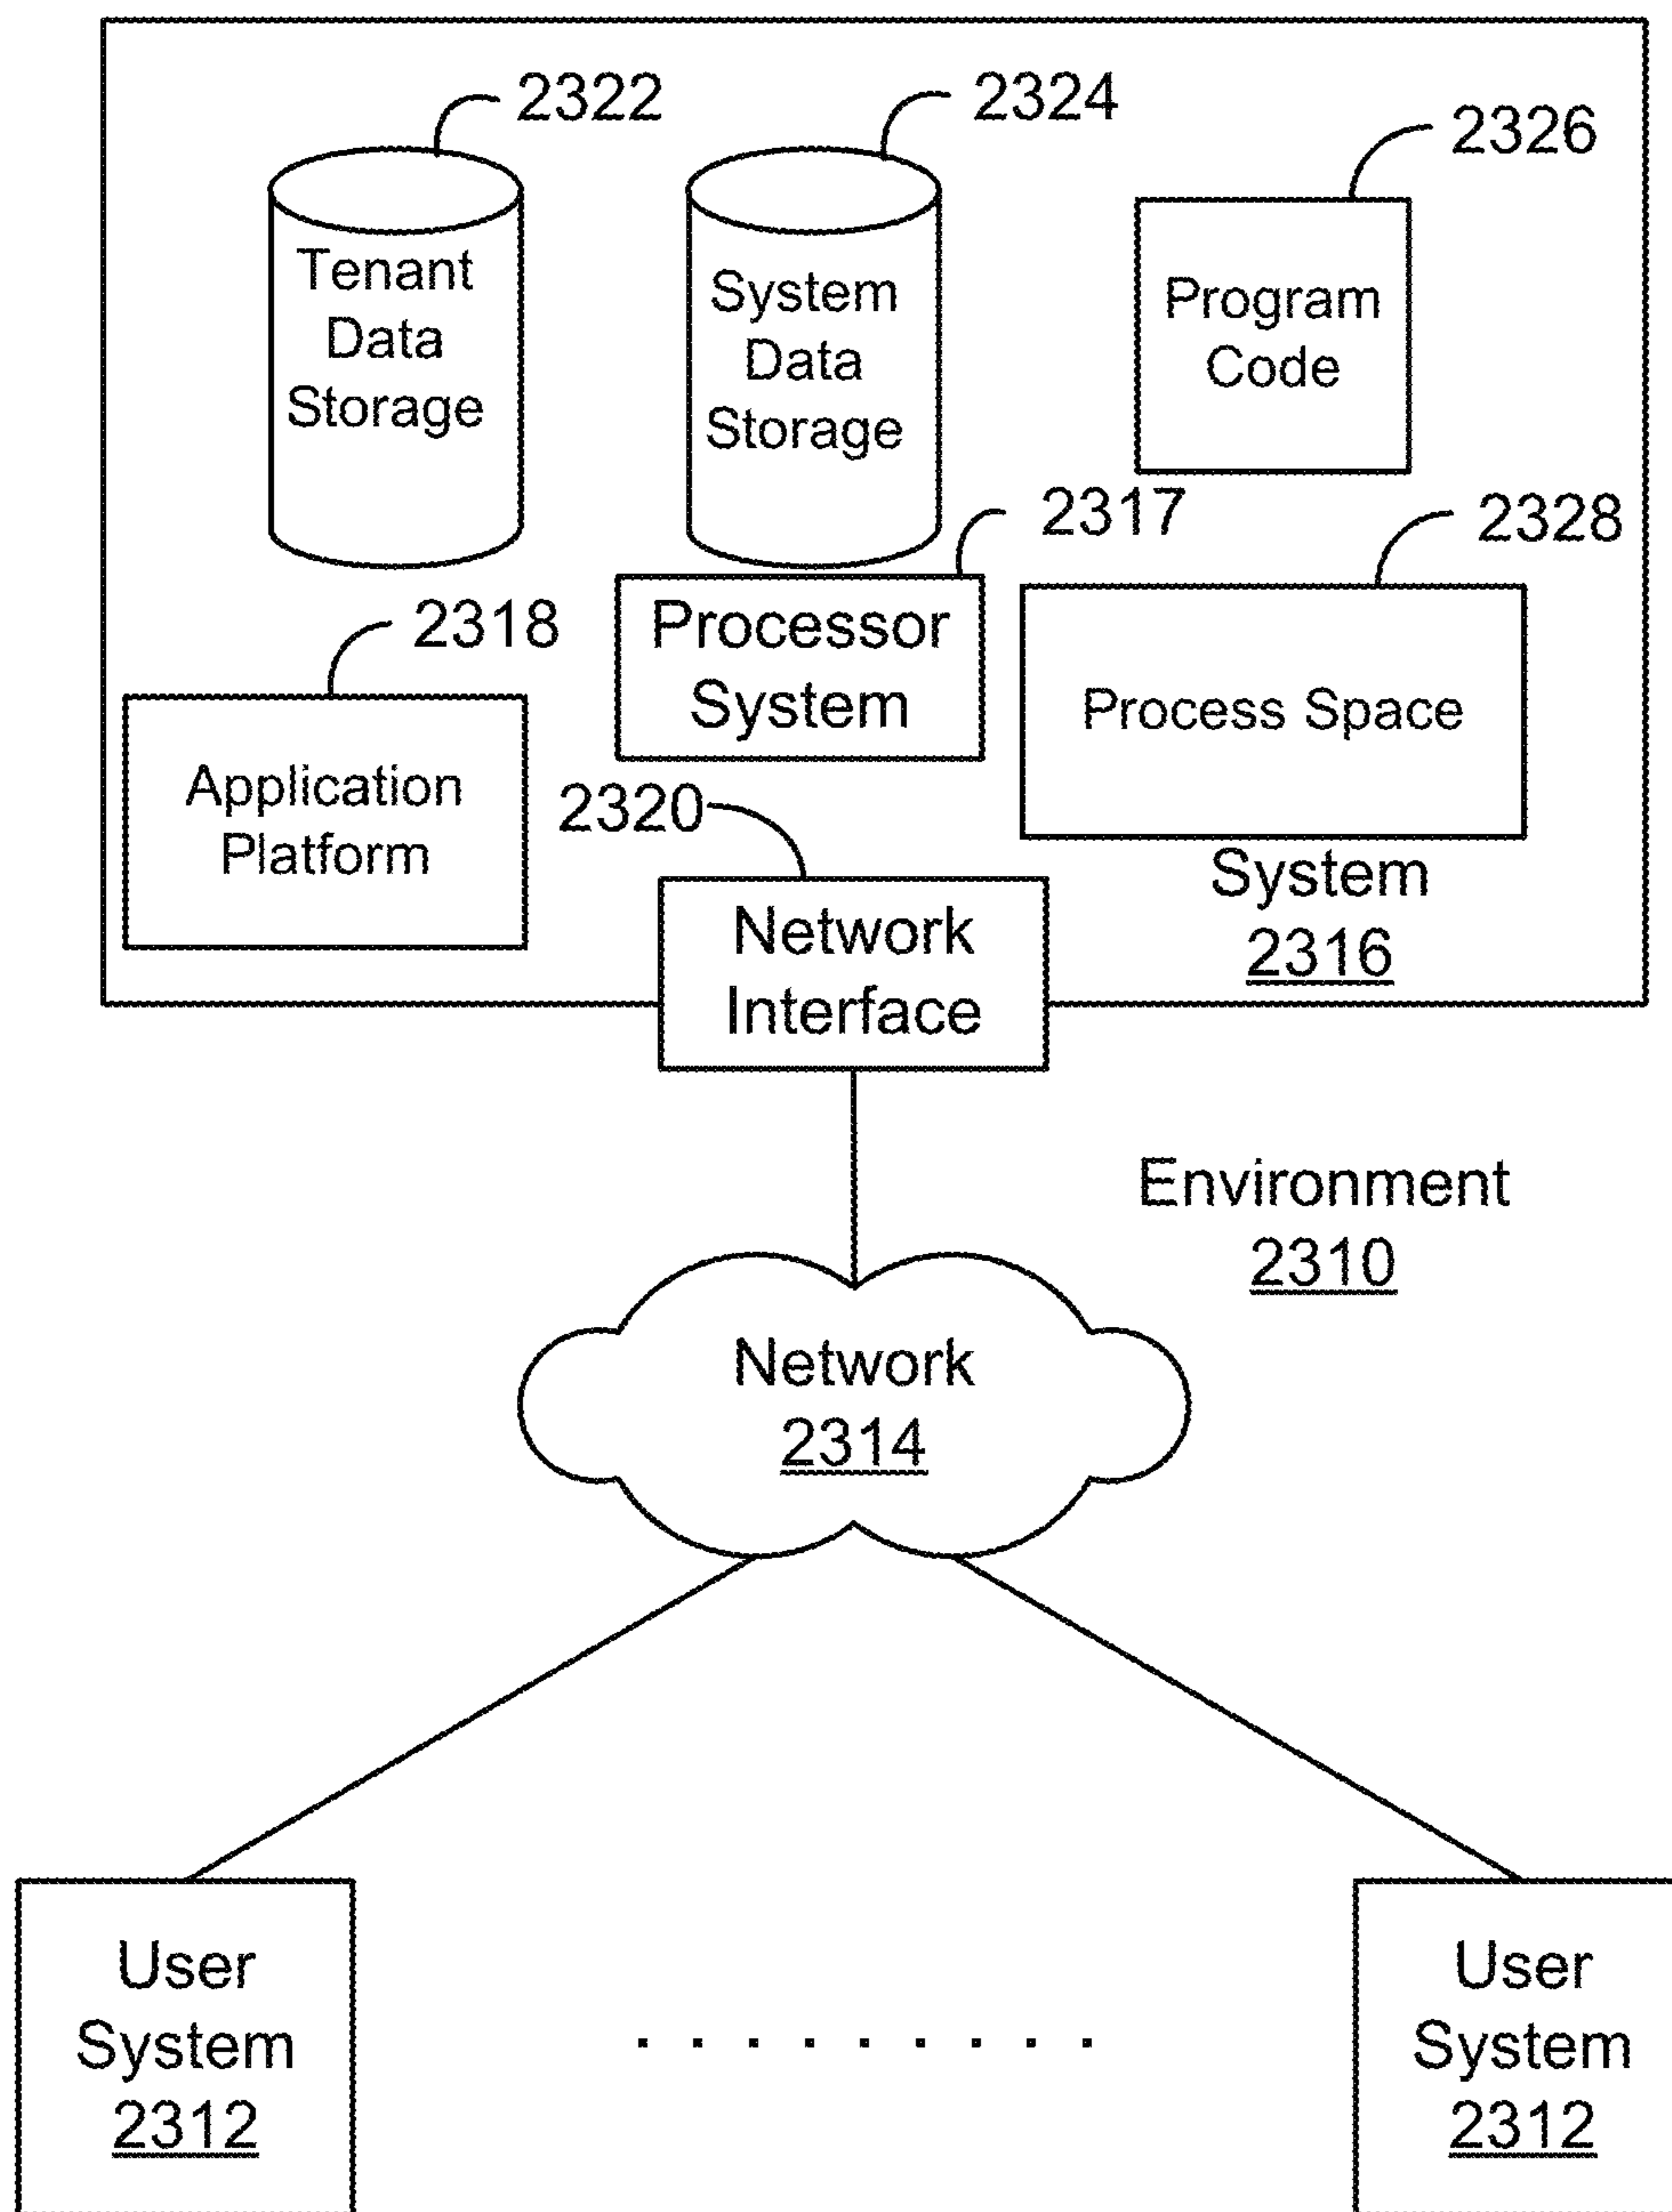 2322
2324
2326
Tenant
Data
Storage
System
Data
Storage
Program
Code
2317
2328
2318
Processor
System
Process Space
Application
Platform
2320
System
2316
Network
Interface
Environment
2310
Network
2314
User
System
2312
User
System
2312